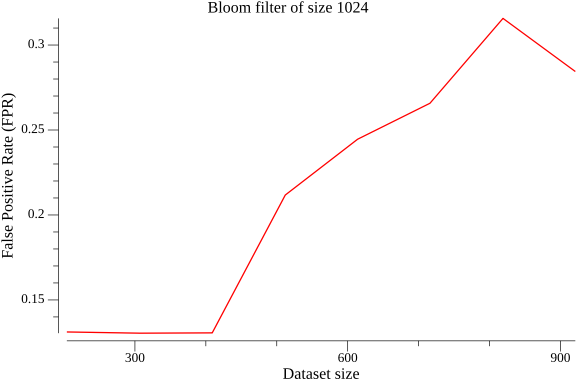 Bloom filter of size 1024
False Positive Rate (FPR)
0.3
0.25
0.2
0.15
300
600
900
Dataset size